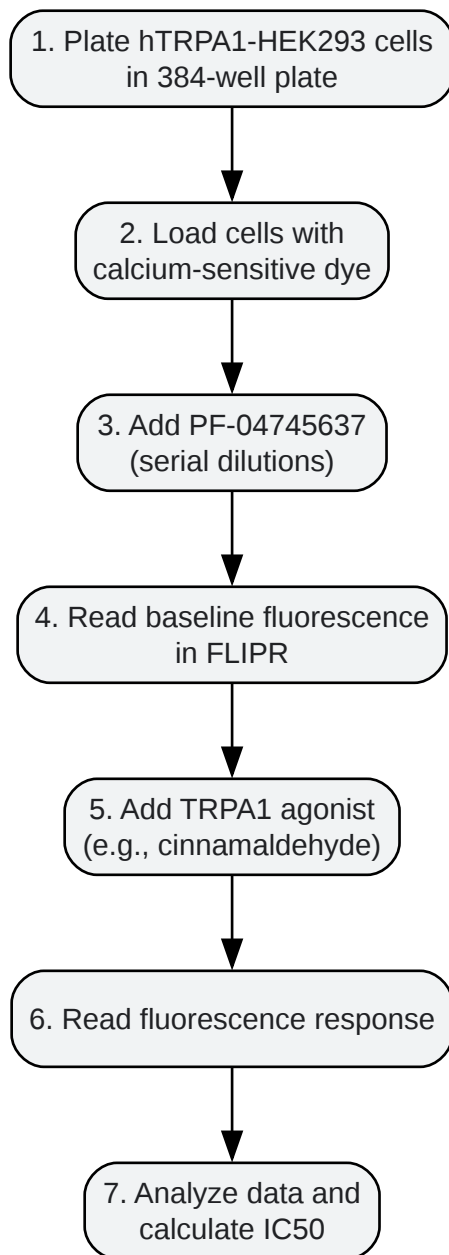 1. Plate hTRPA1-HEK293 cells
in 384-well plate
2. Load cells with
calcium-sensitive dye
3. Add PF-04745637
(serial dilutions)
4. Read baseline fluorescence
in FLIPR
5. Add TRPA1 agonist
(e.g., cinnamaldehyde)
6. Read fluorescence response
7. Analyze data and
calculate IC50